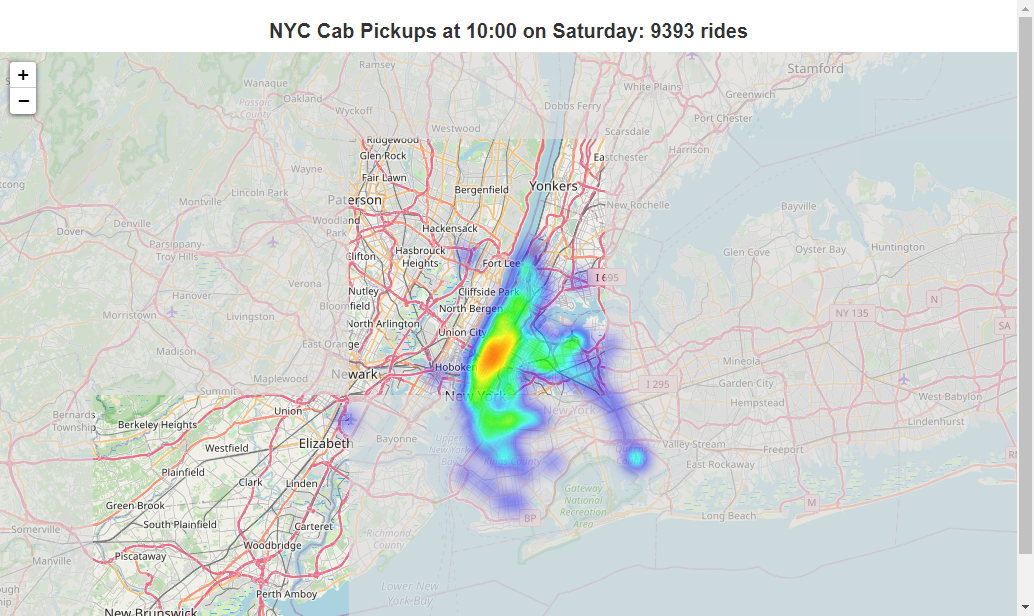 NYC Cab Pickups at 10:00 on Saturday: 9393 rides
+
−
Ramsey
Stamford
Wanaque
Oakland
White Plains
Greenwich
Passaic
County
Wyckoff
Dobbs Ferry
Port Chester
Westwood
Scarsdale
Ridgewood
Harrison
Glen Rock
Eastchester
Wayne
Fair Lawn
Yonkers
Lincoln Park
Bergenfield
Montville
Paterson
New Rochelle
Bayville
Denville
Woodland
Park
Hackensack
Dover
Parsippany-
Troy Hills
Clifton
Hasbrouck
Heights
Glen Cove
Oyster Bay
Huntington
Fort Lee
I 695
Verona
Nutley
Cliffside Park
Hanover
Bloomfield
North Bergen
N
Morristown
Livingston
North Arlington
NY 135
SA
Union City
East Orange
Madison
Mineola
Hoboken
Newark
Maplewood
I 295
Garden City
Summit
West Babylon
New York
Hempstead
Bernards
Township
Union
New York
Lindenhurst
Berkeley Heights
Elizabeth
Bayonne
Valley Stream
Freeport
Westfield
East Rockaway
Plainfield
Clark
Linden
Gateway
National
Recreation
Area
Green Brook
M
South Plainfield
Carteret
BP
Long Beach
Somerville
Richmond
County
Woodbridge
Piscataway
Manville
Lower New
York Bay
Perth Amboy
New Brunswick